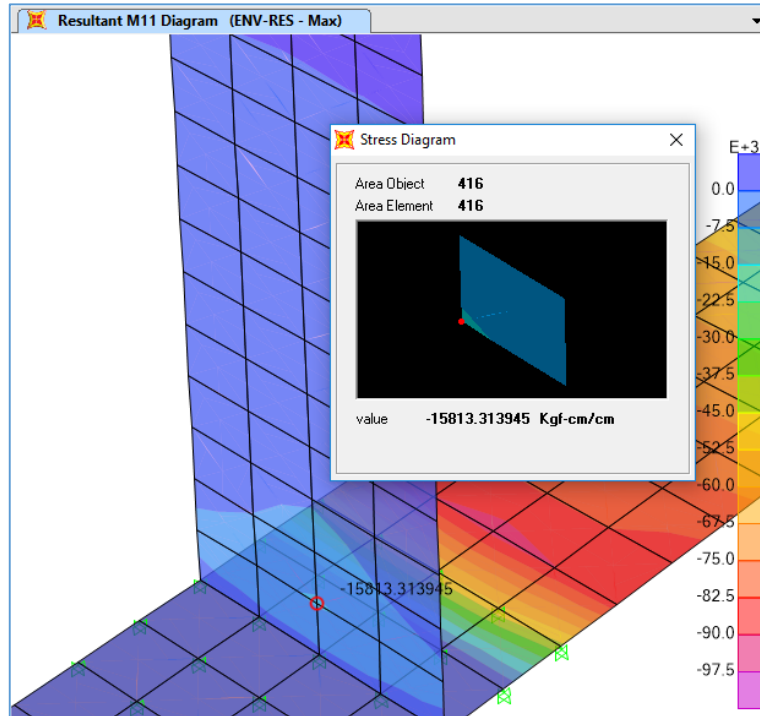 Resultant M11 Diagram (ENV-RES - Max)
Stress Diagram
Area Object 416
Area Element 416
value -15813.313945 Kgf-cm/cm
-15813.313945
E+3
0.0
-7.5
-15.0
-22.5
-30.0
-37.5
-45.0
-52.5
-60.0
-67.5
-75.0
-82.5
-90.0
-97.5